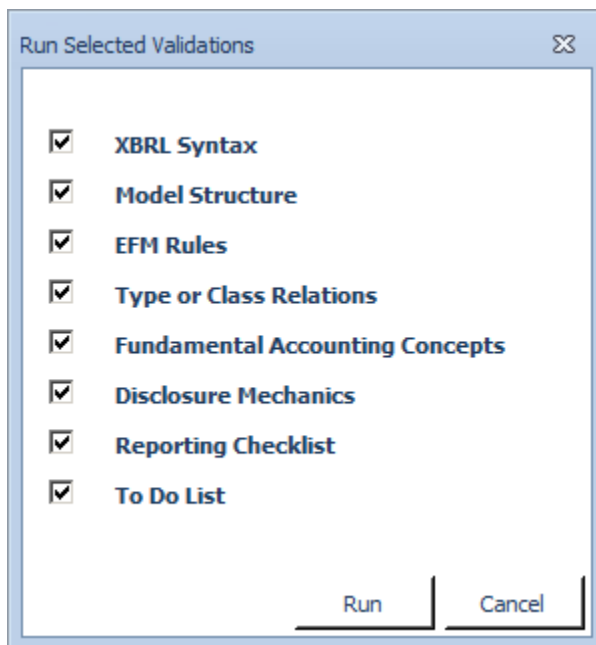 Run Selected Validations
XBRL Syntax
Model Structure
EFM Rules
Type or Class Relations
Fundamental Accounting Concepts
Disclosure Mechanics
Reporting Checklist
To Do List
Run Cancel